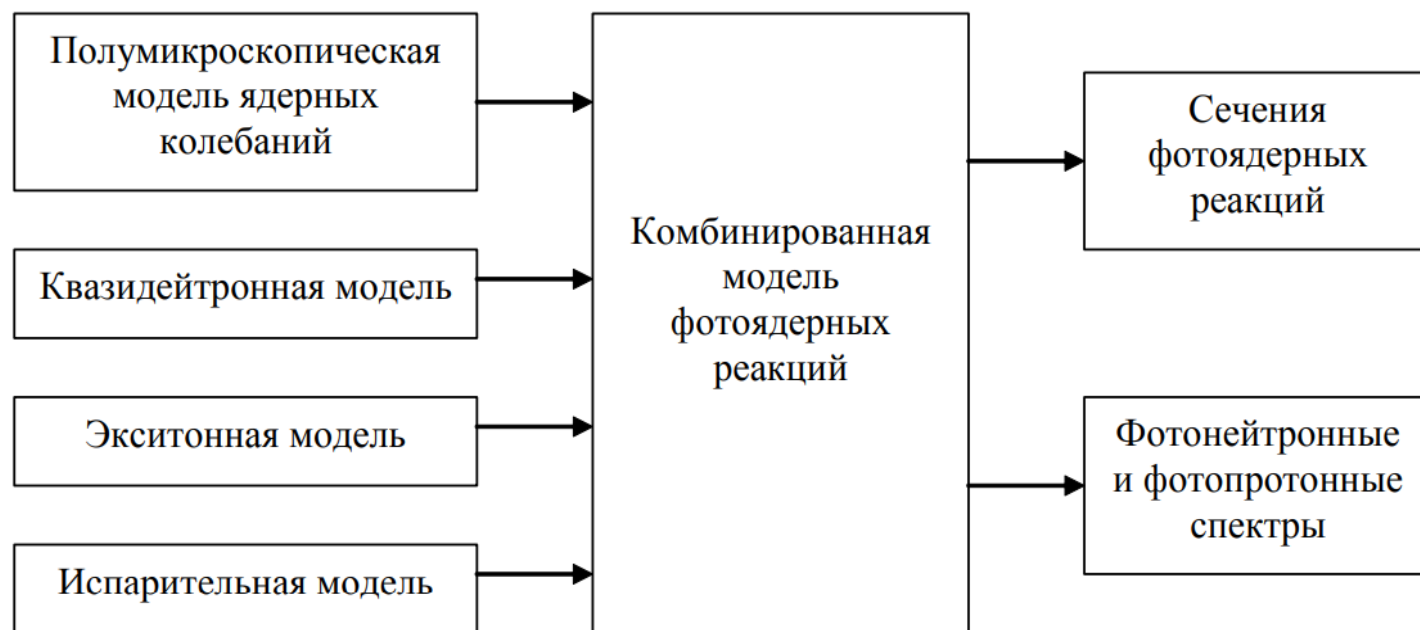 Полумикроскопическая
модель ядерных
колебаний
Квазидейтронная модель
Экситонная модель
Испарительная модель
Комбинированная
модель
фотоядерных
реакций
Сечения
фотоядерных
реакций
Фотонейтронные
и фотопротонные
спектры